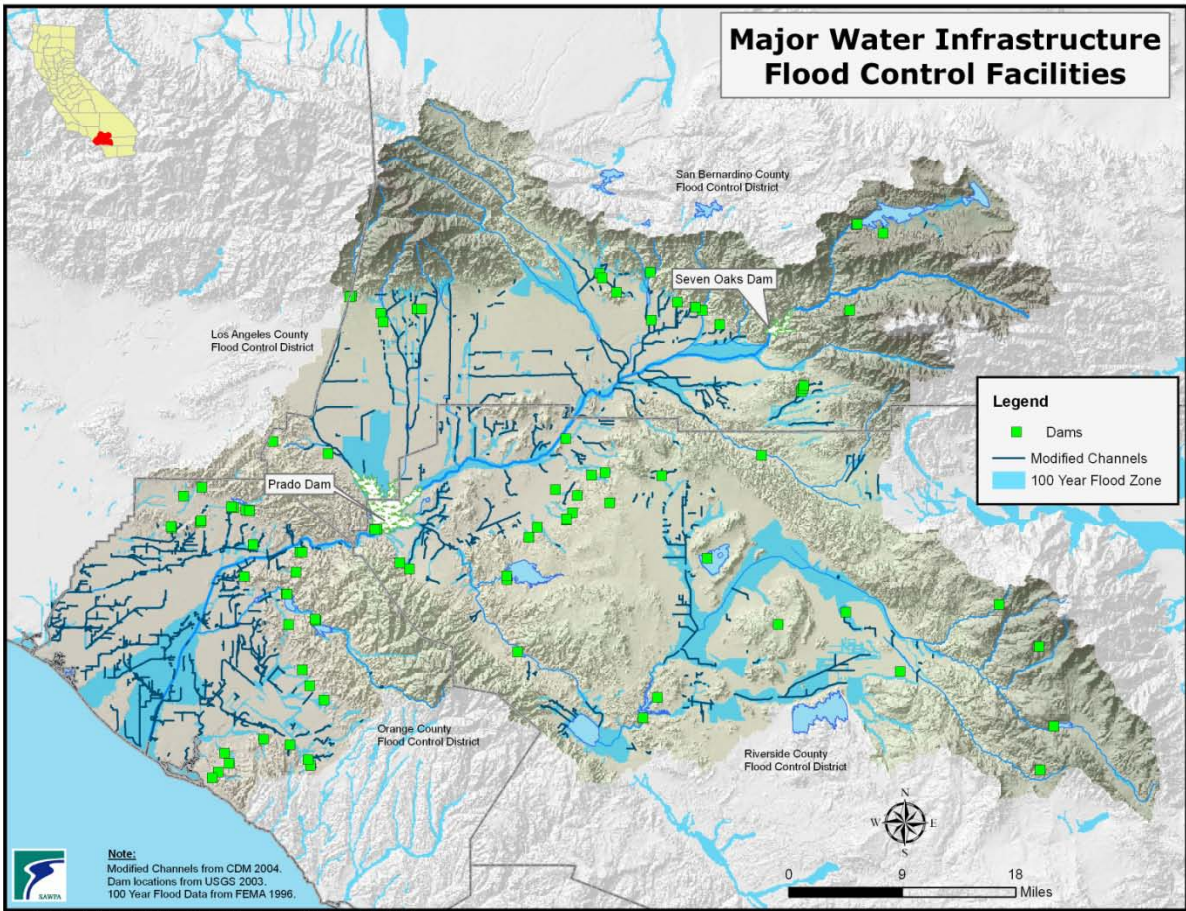 Major Water Infrastructure
Flood Control Facilities
San Bernardino County
Flood Control District
Seven Oaks Dam
Los Angeles County
Flood Control District
Legend
Dams
Modified Channels
100 Year Flood Zone
Prado Dam
Orange County
Flood Control District
Riverside County
Flood Control District
N
W E
S
Note:
Modified Channels from CDM 2004.
Dam locations from USGS 2003.
100 Year Flood Data from FEMA 1996.
SAWPA
0 9 18
Miles